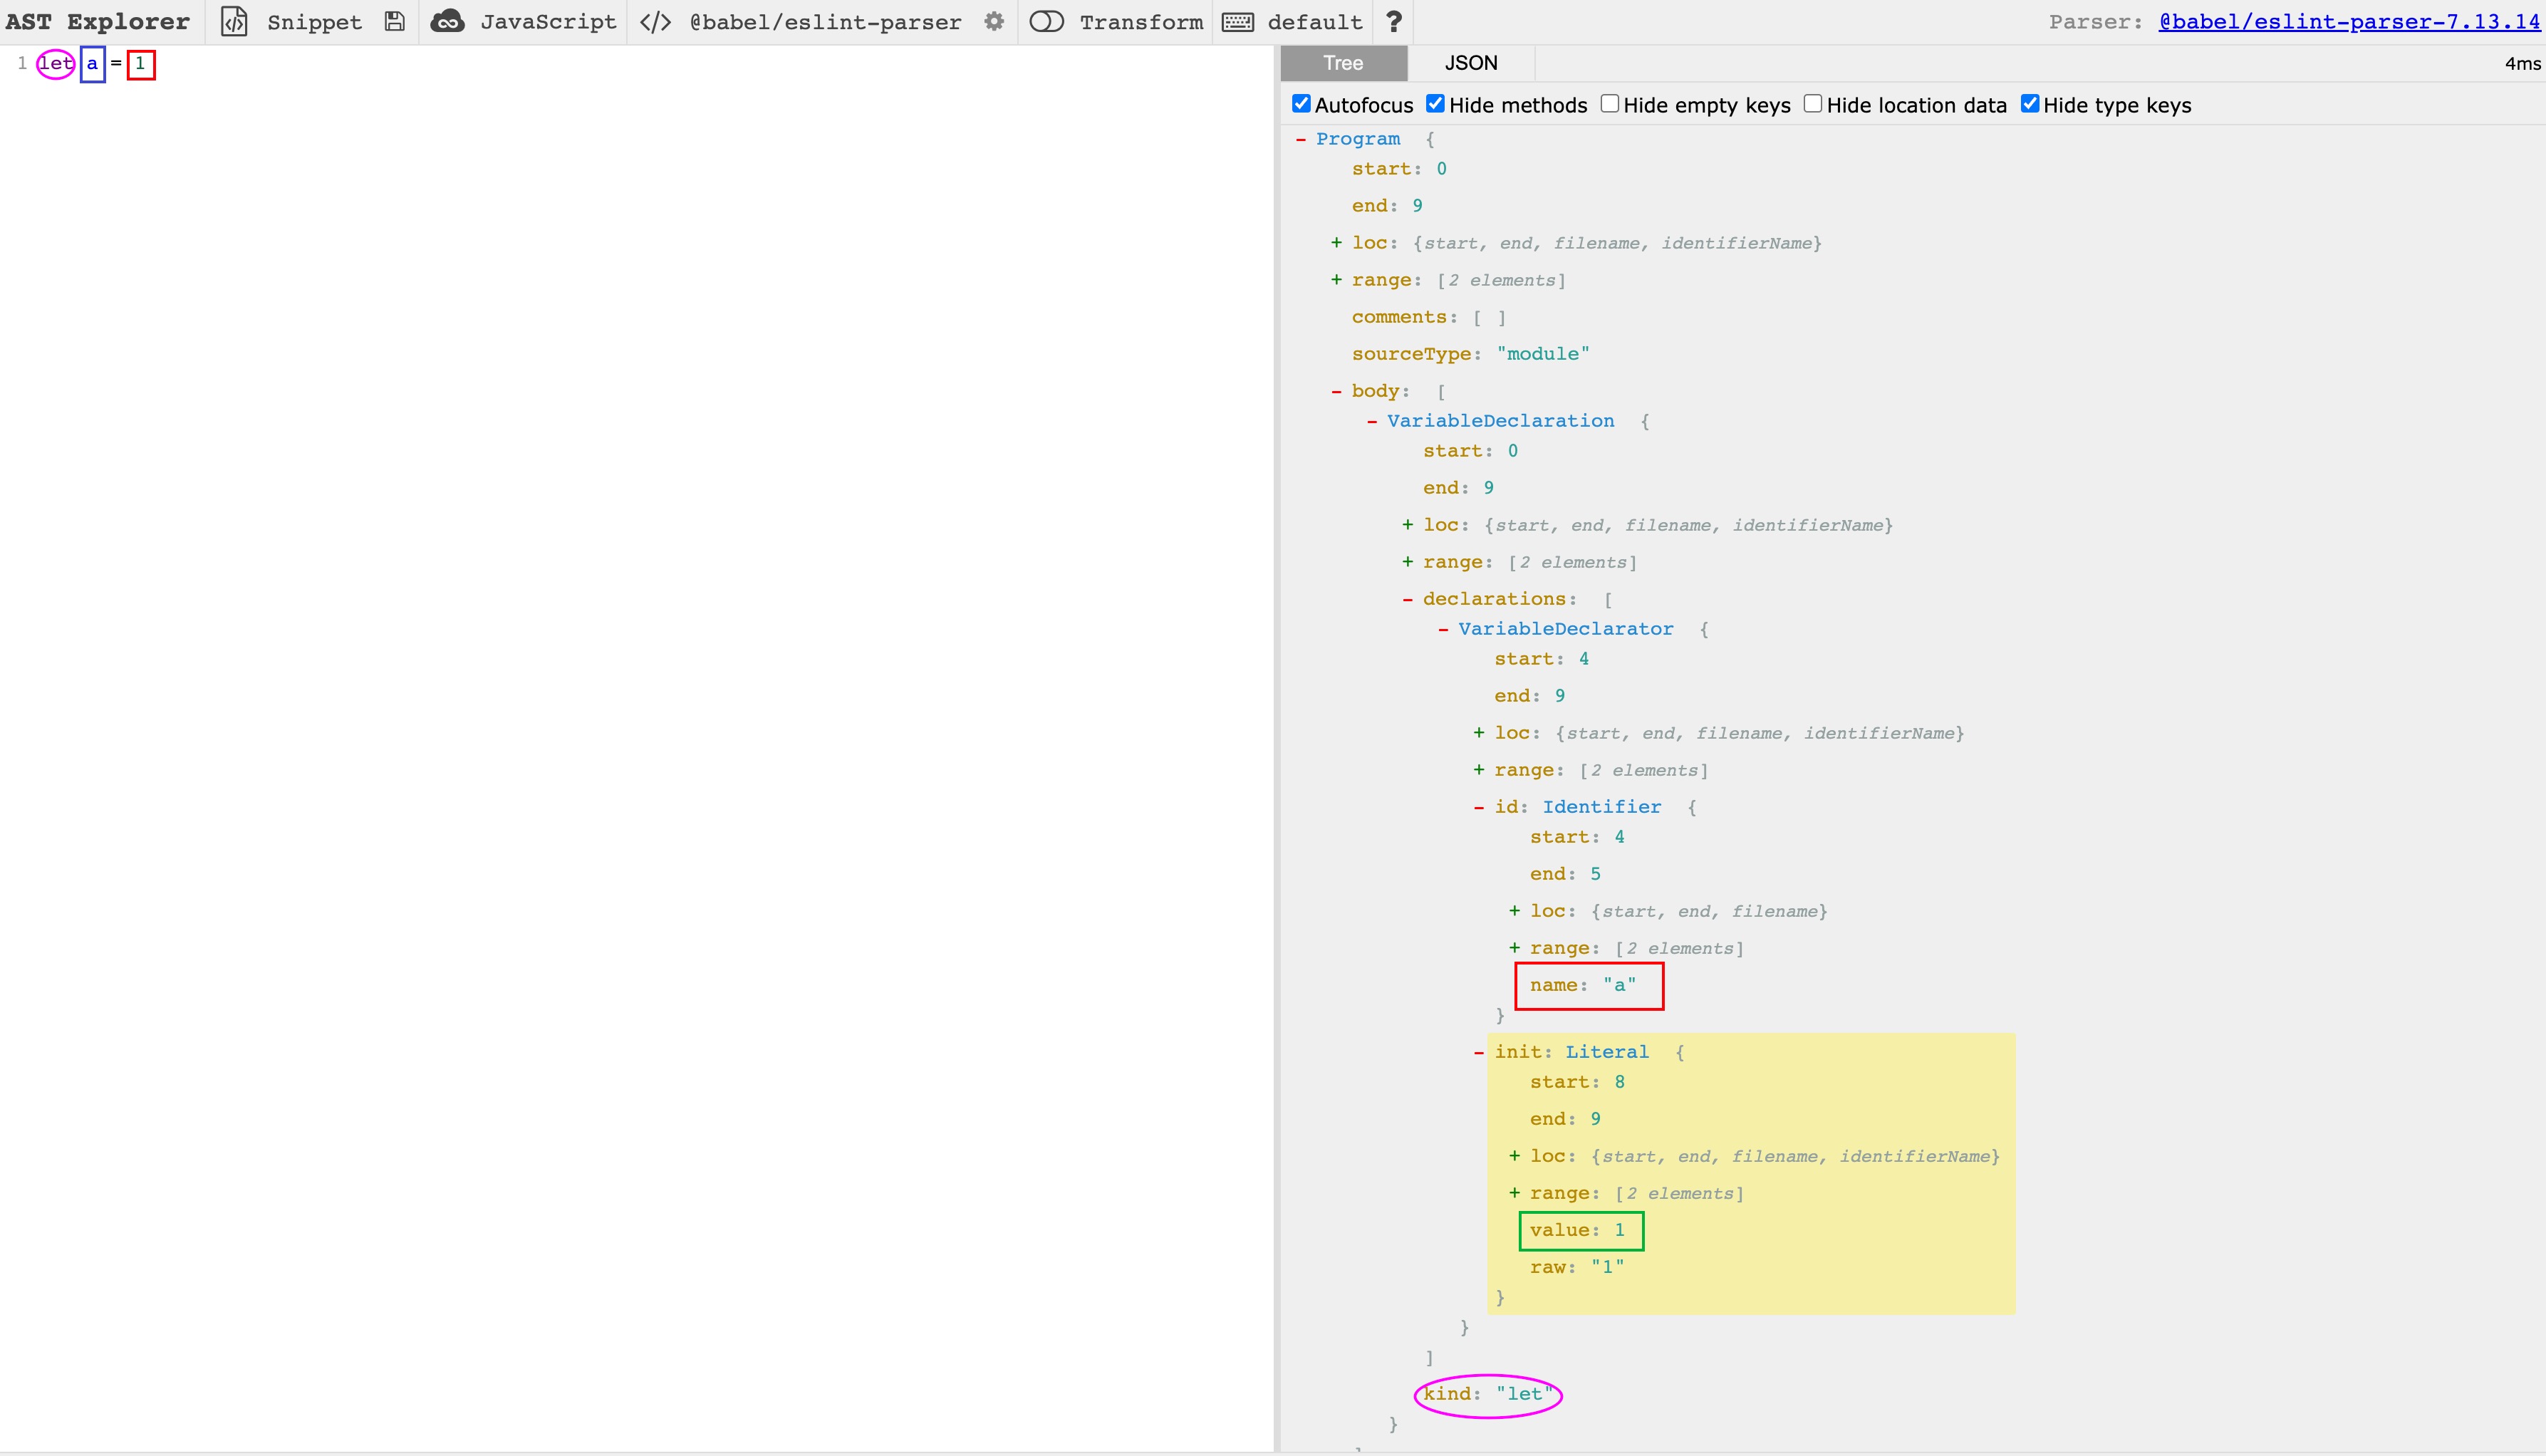 AST Explorer Snippet JavaScript </> @babel/eslint-parser Transform default ? Parser: @babel/eslint-parser-7.13.14
1 let a = 1
Tree JSON 4ms
Autofocus Hide methods Hide empty keys Hide location data Hide type keys
- Program {
start: 0
end: 9
+ loc: {start, end, filename, identifierName}
+ range: [2 elements]
comments: [ ]
sourceType: "module"
- body: [
- VariableDeclaration {
start: 0
end: 9
+ loc: {start, end, filename, identifierName}
+ range: [2 elements]
- declarations: [
- VariableDeclarator {
start: 4
end: 9
+ loc: {start, end, filename, identifierName}
+ range: [2 elements]
- id: Identifier {
start: 4
end: 5
+ loc: {start, end, filename}
+ range: [2 elements]
name: "a"
}
- init: Literal {
start: 8
end: 9
+ loc: {start, end, filename, identifierName}
+ range: [2 elements]
value: 1
raw: "1"
}
}
]
kind: "let"
}